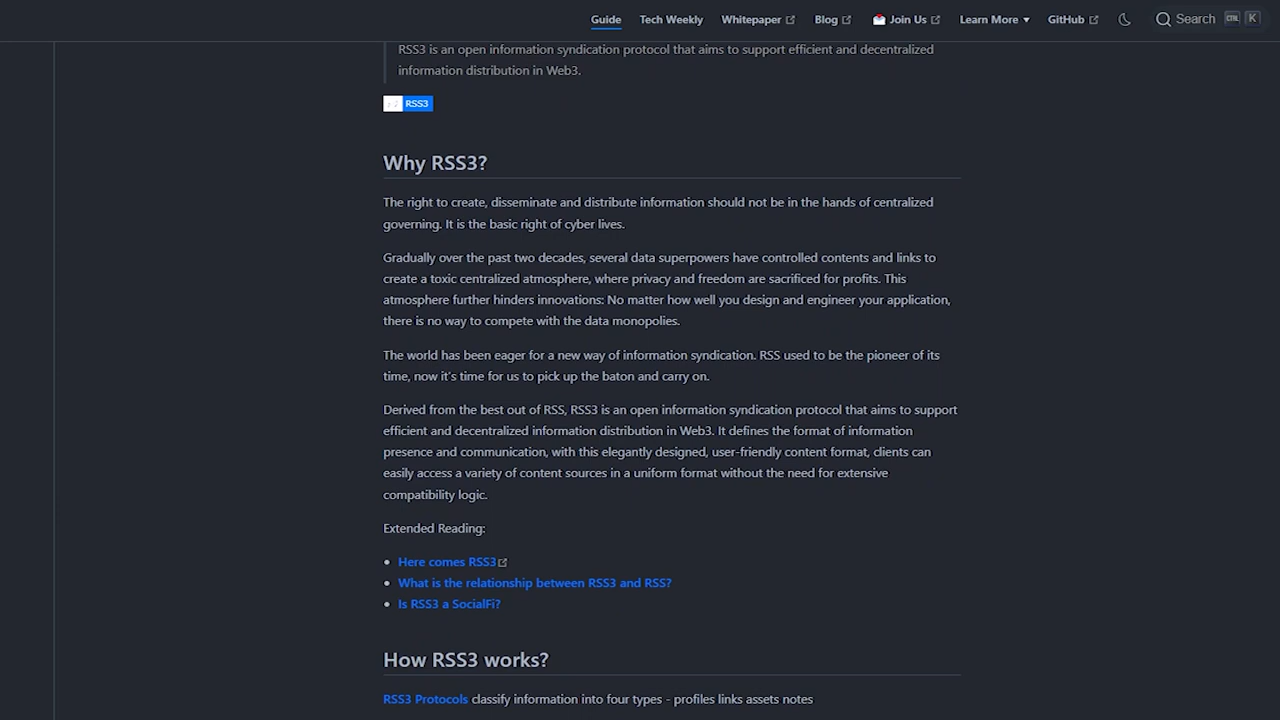 Guide Tech Weekly Whitepaper Blog Join Us Learn More GitHub Search CTRL K
RSS3 is an open information syndication protocol that aims to support efficient and decentralized
information distribution in Web3.
RSS3
Why RSS3?
The right to create, disseminate and distribute information should not be in the hands of centralized
governing. It is the basic right of cyber lives.
Gradually over the past two decades, several data superpowers have controlled contents and links to
create a toxic centralized atmosphere, where privacy and freedom are sacrificed for profits. This
atmosphere further hinders innovations: No matter how well you design and engineer your application,
there is no way to compete with the data monopolies.
The world has been eager for a new way of information syndication. RSS used to be the pioneer of its
time, now it's time for us to pick up the baton and carry on.
Derived from the best out of RSS, RSS3 is an open information syndication protocol that aims to support
efficient and decentralized information distribution in Web3. It defines the format of information
presence and communication, with this elegantly designed, user-friendly content format, clients can
easily access a variety of content sources in a uniform format without the need for extensive
compatibility logic.
Extended Reading:
Here comes RSS3
What is the relationship between RSS3 and RSS?
Is RSS3 a SocialFi?
How RSS3 works?
RSS3 Protocols classify information into four types - profiles links assets notes